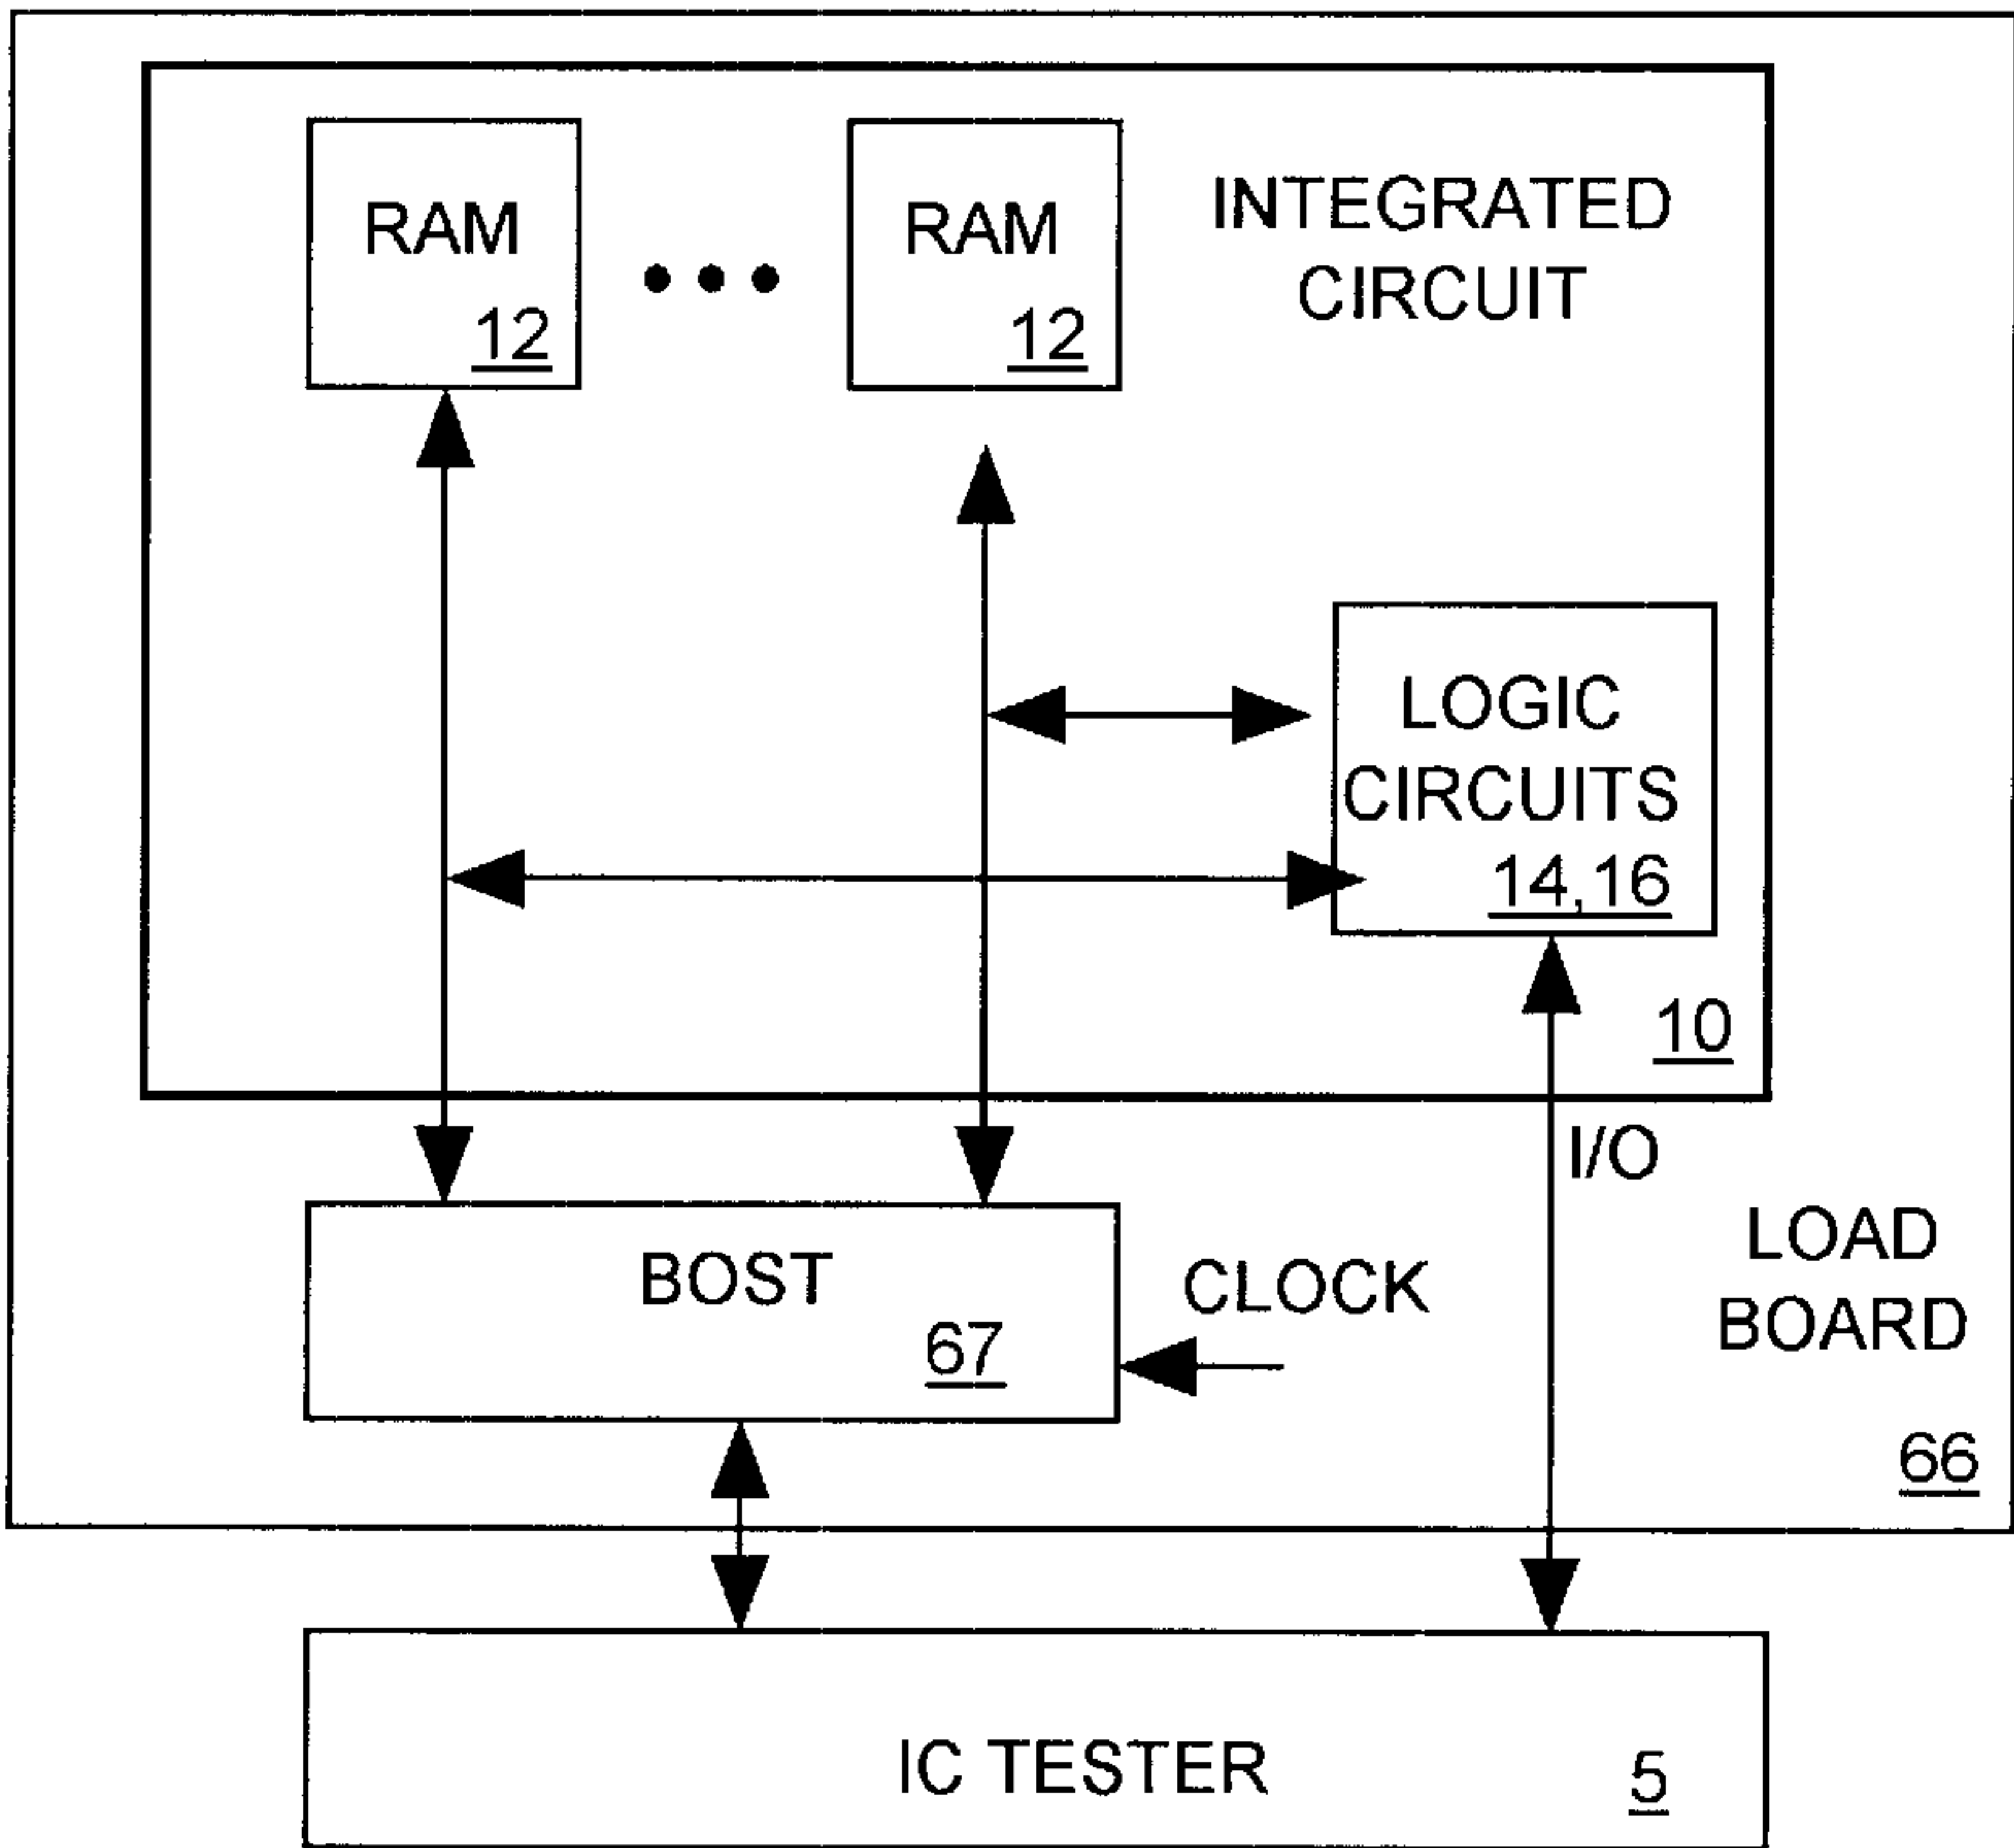 RAM
12
RAM
12
INTEGRATED
CIRCUIT
LOGIC
CIRCUITS
14,16
10
I/O
BOST
67
CLOCK
LOAD
BOARD
66
IC TESTER
5